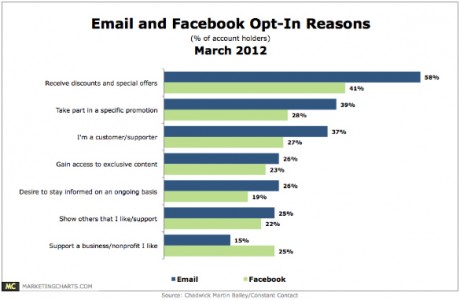 Email and Facebook Opt-In Reasons
(% of account holders)
March 2012
Receive discounts and special offers
58%
41%
Take part in a specific promotion
39%
28%
I'm a customer/supporter
37%
27%
Gain access to exclusive content
26%
23%
Desire to stay informed on an ongoing basis
26%
19%
Show others that I like/support
25%
22%
Support a business/nonprofit I like
15%
25%
Email Facebook
MC MARKETINGCHARTS.COM
Source: Chadwick Martin Bailey/Constant Contact